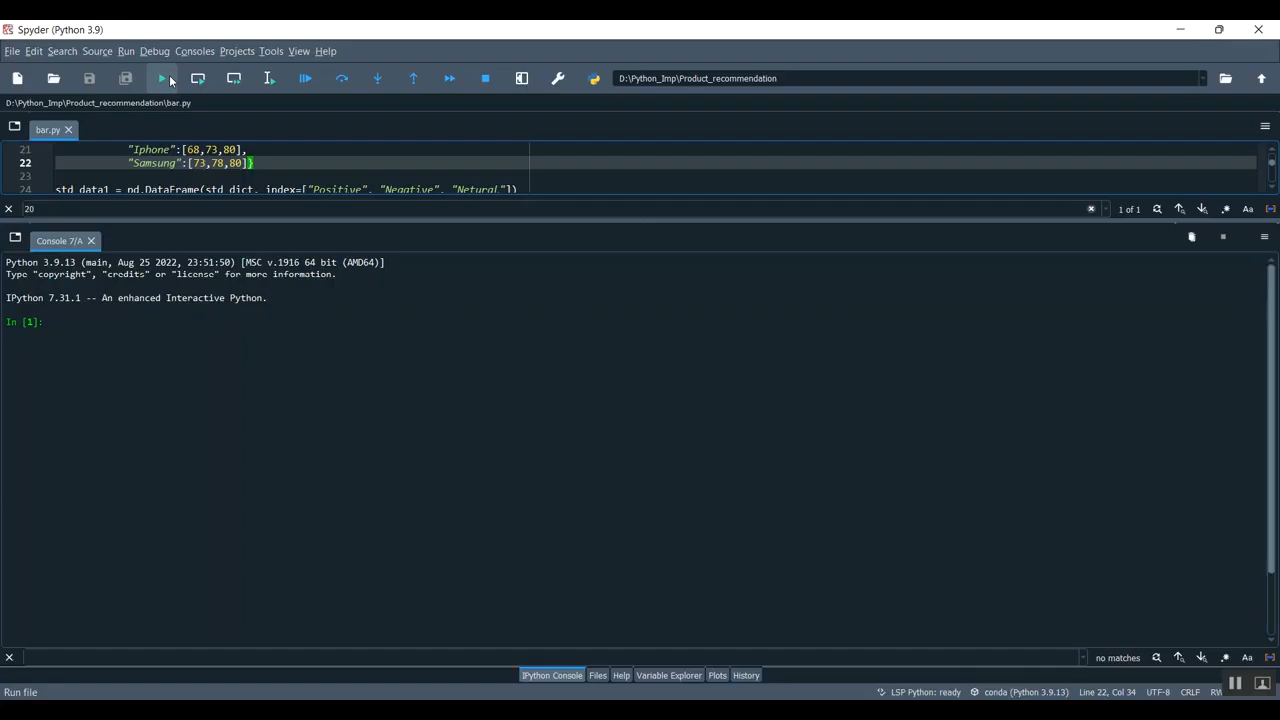 Spyder (Python 3.9)
File Edit Search Source Run Debug Consoles Projects Tools View Help
D:\Python_Imp\Product_recommendation
D:\Python_Imp\Product_recommendation\bar.py
bar.py
21 "Iphone":[68,73,80],
22 "Samsung":[73,78,80]}
23
24 std_data1 = pd.DataFrame(std_dict, index=["Positive", "Negative", "Netural"])
20
1 of 1
Aa
Console 7/A
Python 3.9.13 (main, Aug 25 2022, 23:51:50) [MSC v.1916 64 bit (AMD64)]
Type "copyright", "credits" or "license" for more information.
IPython 7.31.1 -- An enhanced Interactive Python.
In [1]:
no matches
Aa
IPython Console Files Help Variable Explorer Plots History
Run file LSP Python: ready conda (Python 3.9.13) Line 22, Col 34 UTF-8 CRLF